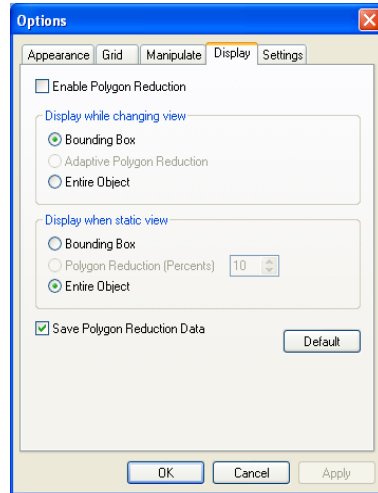 Options
Appearance Grid Manipulate Display Settings
Enable Polygon Reduction
Display while changing view
Bounding Box
Adaptive Polygon Reduction
Entire Object
Display when static view
Bounding Box
Polygon Reduction (Percents) 10
Entire Object
Save Polygon Reduction Data
Default
OK Cancel Apply